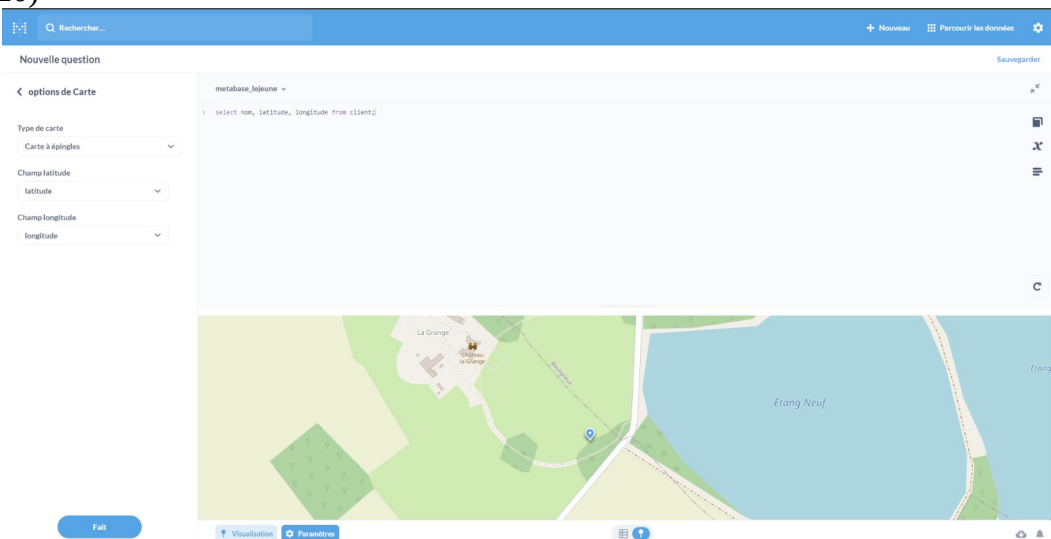 Rechercher...
+ Nouveau
Parcourir les données
Nouvelle question
Sauvegarder
options de Carte
Type de carte
Carte à épingles
Champ latitude
latitude
Champ longitude
longitude
Fait
metabase_lejeune
1 select nom, latitude, longitude from client;
x
La Grange
Château
la Grange
Étang Neuf
Étang
Visualisation
Paramètres